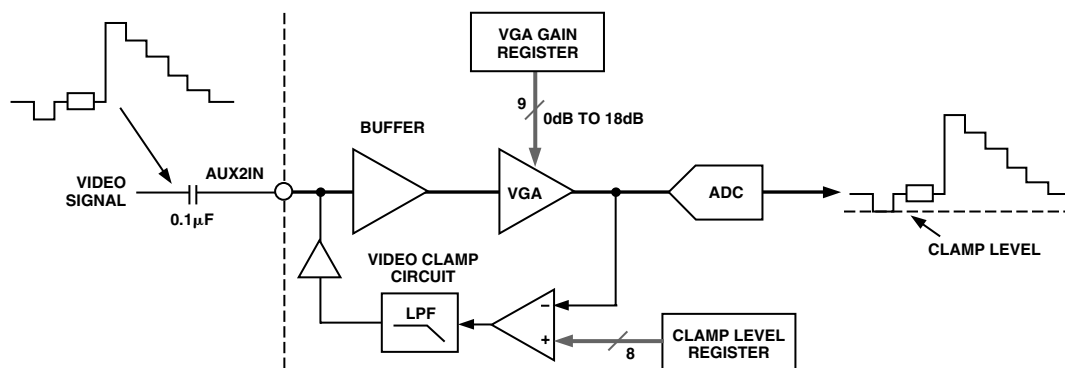 VGA GAIN
REGISTER
9
0dB TO 18dB
BUFFER
AUX2IN
VIDEO
SIGNAL
0.1μF
VGA
ADC
CLAMP LEVEL
VIDEO CLAMP
CIRCUIT
LPF
−
+
8
CLAMP LEVEL
REGISTER